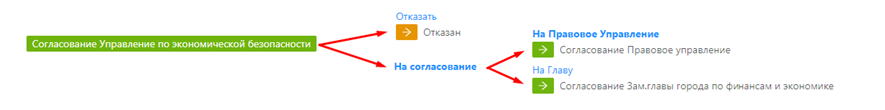 Согласование Управление по экономической безопасности
Отказать
Отказан
На согласование
На Правовое Управление
Согласование Правовое управление
На Главу
Согласование Зам.главы города по финансам и экономике